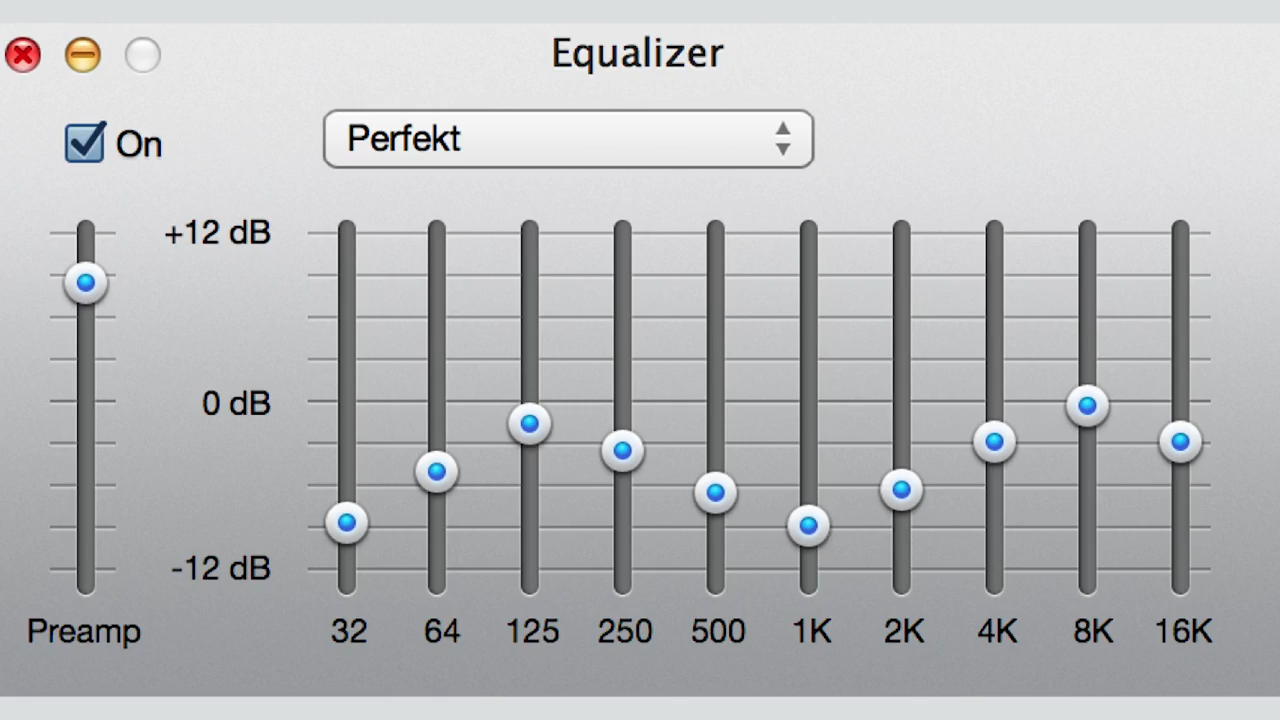 Equalizer
On
Perfekt
+12 dB
0 dB
-12 dB
Preamp 32 64 125 250 500 1K 2K 4K 8K 16K